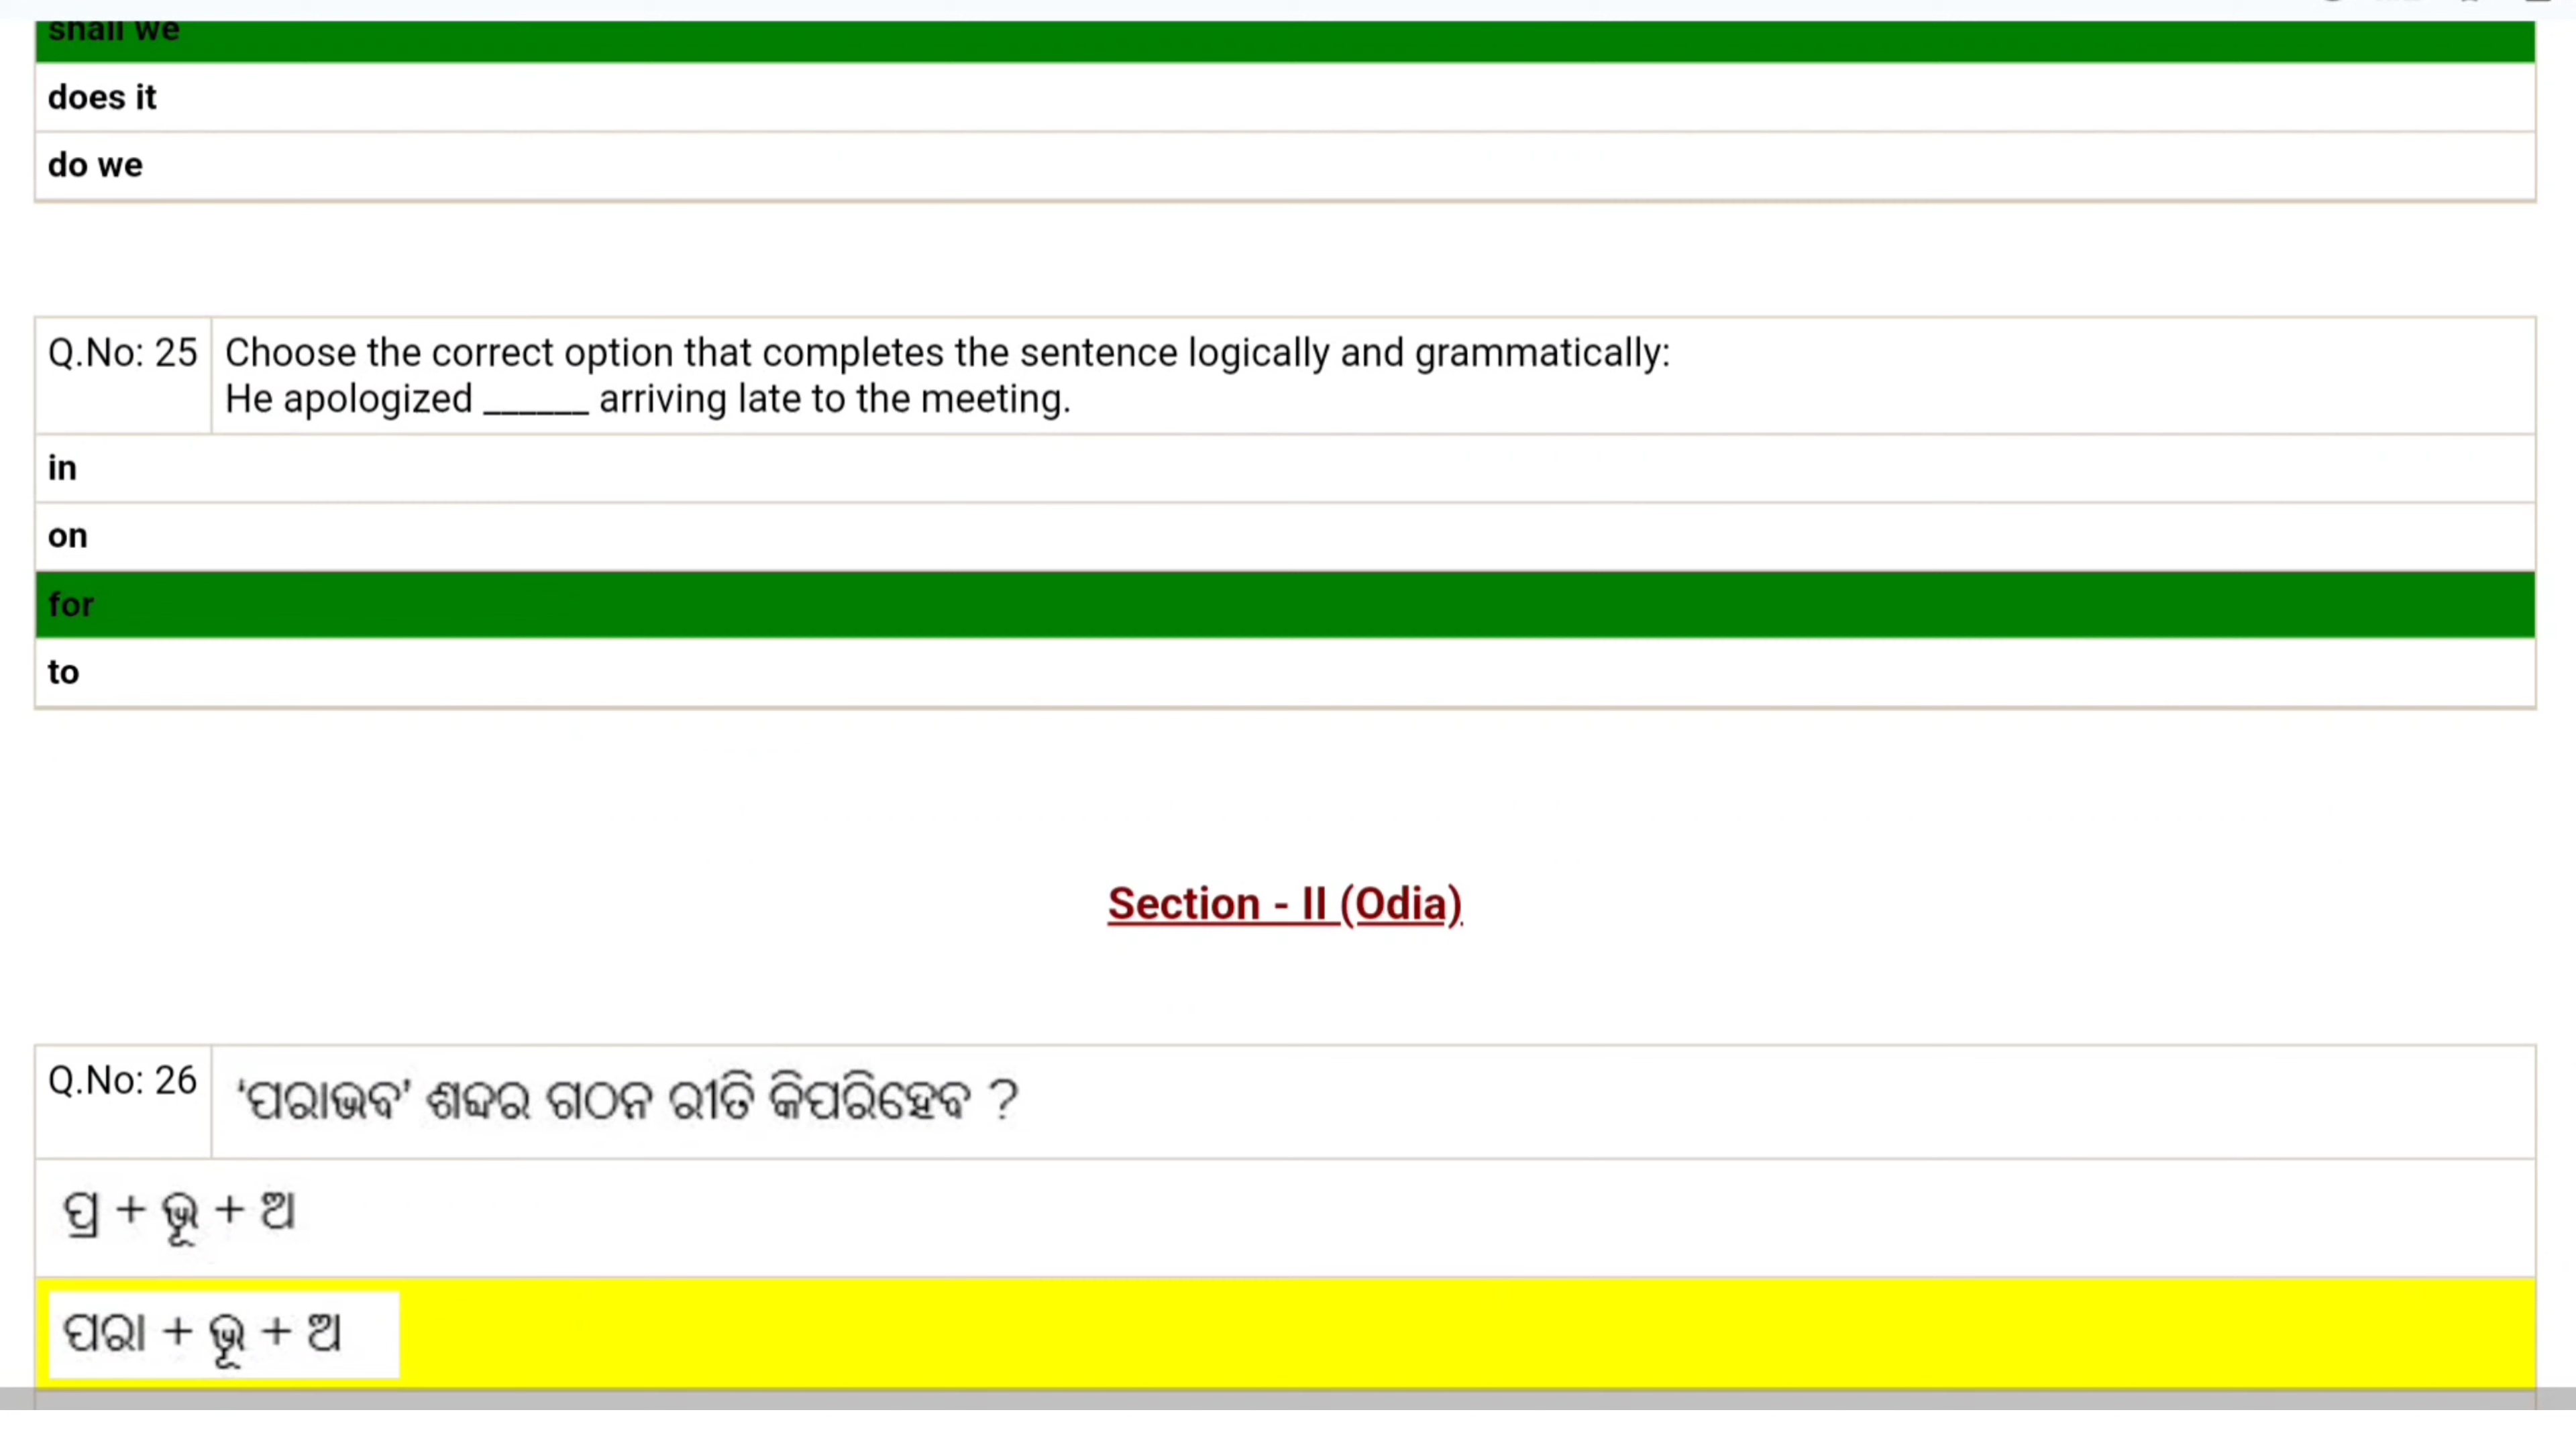 shall we
does it
do we
Q.No: 25 Choose the correct option that completes the sentence logically and grammatically:
He apologized ______ arriving late to the meeting.
in
on
for
to
Section - II (Odia)
Q.No: 26 ‘ପରାଭବ’ ଶବ୍ଦର ଗଠନ ରୀତି କିପରିହେବ ?
ପ୍ର + ଭୂ + ଅ
ପରା + ଭୂ + ଅ